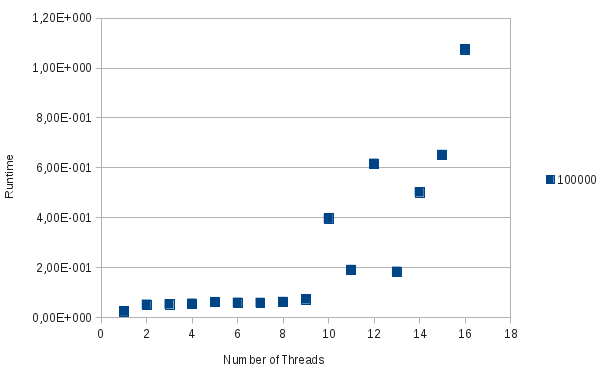 1,20E+000
1,00E+000
8,00E-001
6,00E-001
4,00E-001
2,00E-001
0,00E+000
Runtime
0 2 4 6 8 10 12 14 16 18
Number of Threads
100000